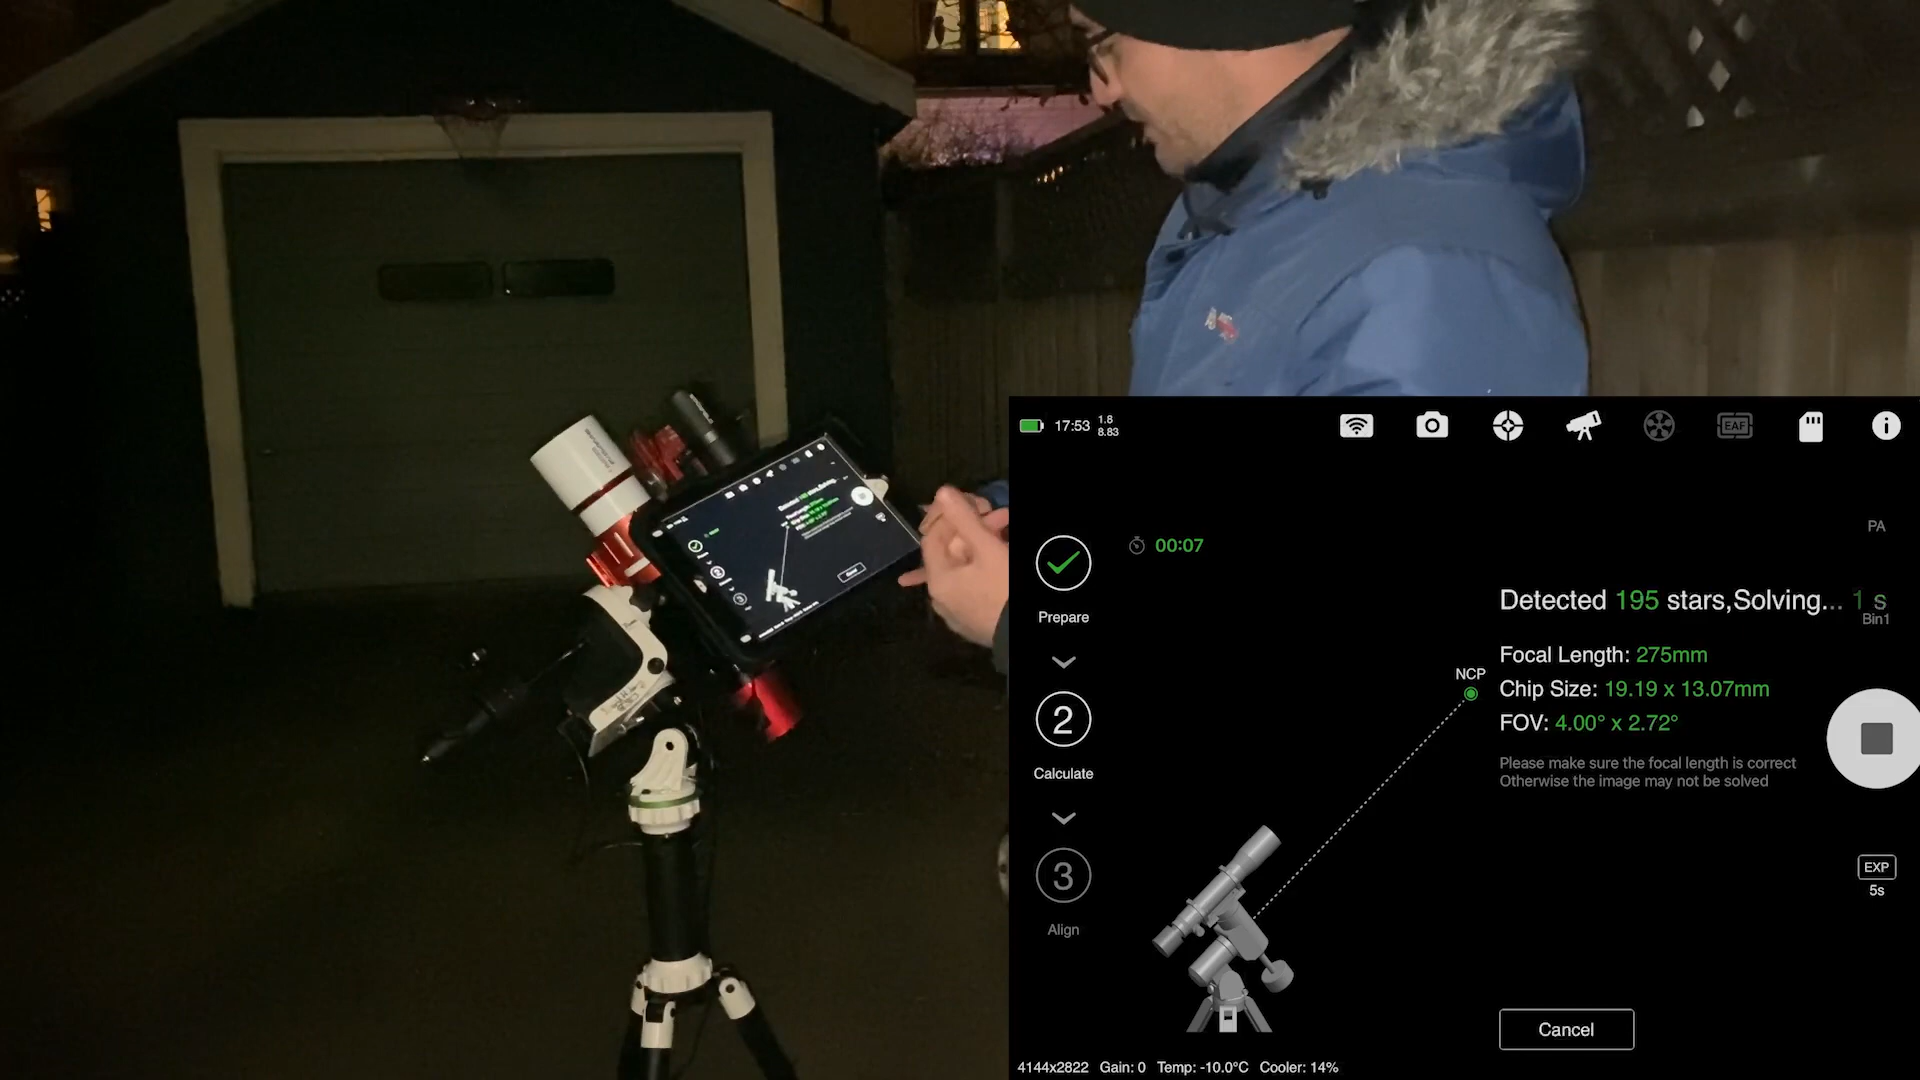 17:53
1.8
8.83
EAF
PA
00:07
Detected 195 stars,Solving... 1 s
Bin1
Prepare
Focal Length: 275mm
NCP
Chip Size: 19.19 x 13.07mm
FOV: 4.00° x 2.72°
2
Please make sure the focal length is correct
Otherwise the image may not be solved
Calculate
EXP
5s
3
Align
Cancel
4144x2822 Gain: 0 Temp: -10.0°C Cooler: 14%